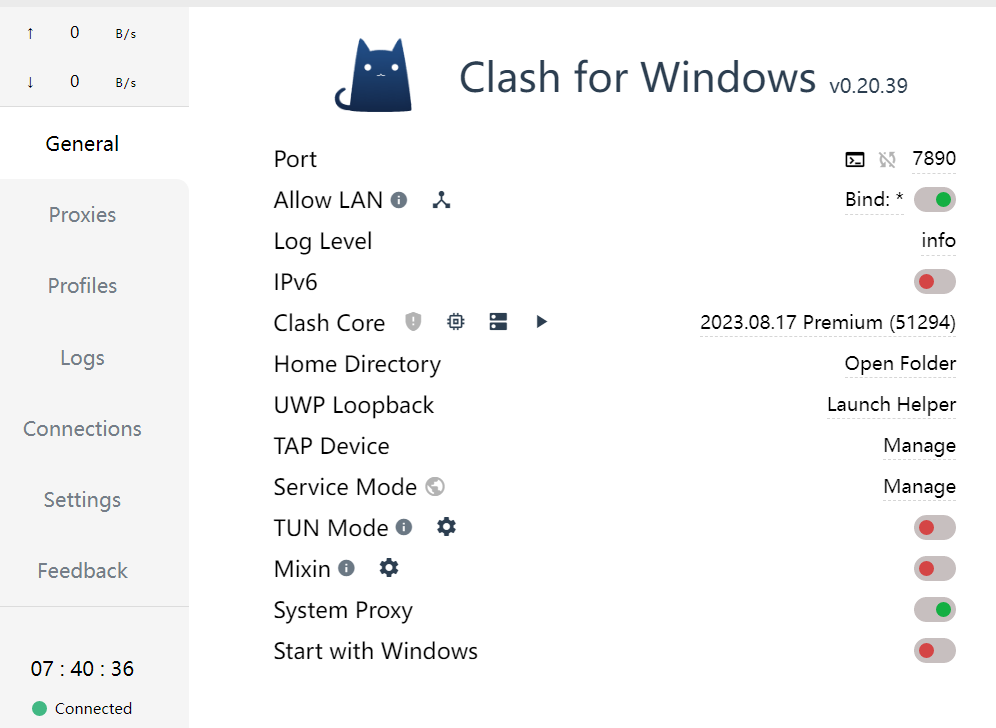 ↑ 0 B/s
↓ 0 B/s
General
Proxies
Profiles
Logs
Connections
Settings
Feedback
07 : 40 : 36
Connected
Clash for Windows v0.20.39
Port 7890
Allow LAN Bind: *
Log Level info
IPv6
Clash Core 2023.08.17 Premium (51294)
Home Directory Open Folder
UWP Loopback Launch Helper
TAP Device Manage
Service Mode Manage
TUN Mode
Mixin
System Proxy
Start with Windows